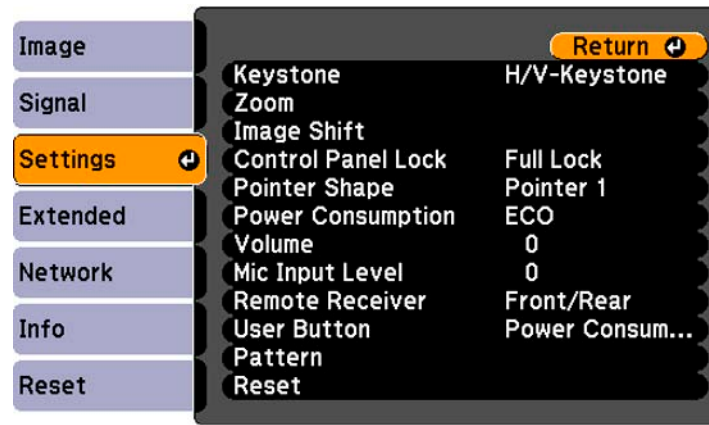 Image
Signal
Settings
Extended
Network
Info
Reset
Return
Keystone H/V-Keystone
Zoom
Image Shift
Control Panel Lock Full Lock
Pointer Shape Pointer 1
Power Consumption ECO
Volume 0
Mic Input Level 0
Remote Receiver Front/Rear
User Button Power Consum...
Pattern
Reset